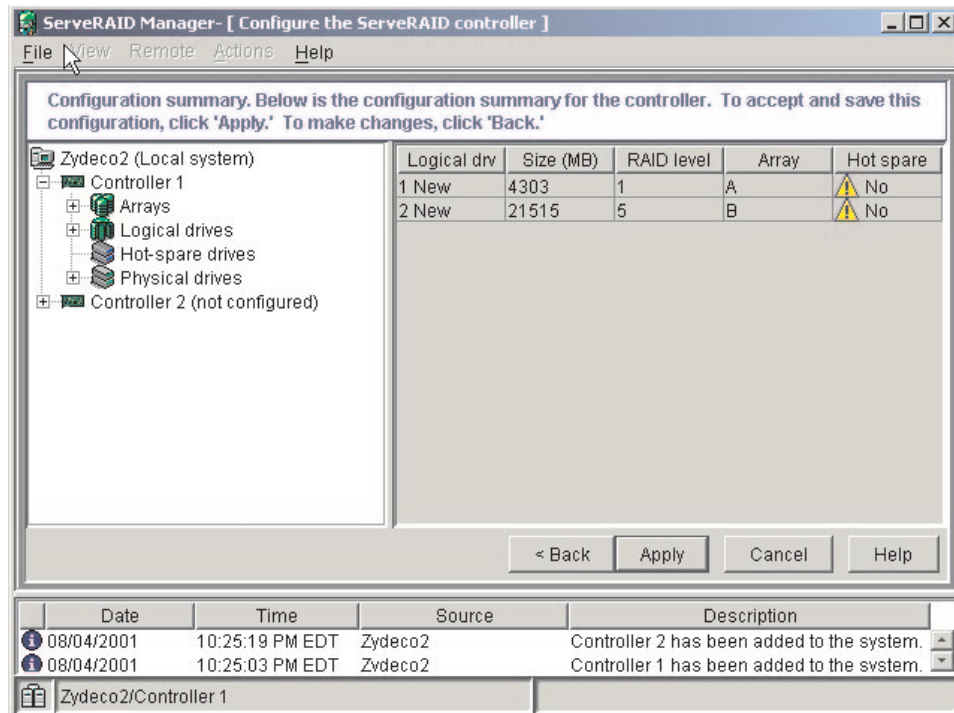 ServeRAID Manager- [ Configure the ServeRAID controller ]
File View Remote Actions Help
Configuration summary. Below is the configuration summary for the controller. To accept and save this
configuration, click 'Apply.' To make changes, click 'Back.'
Zydeco2 (Local system)
Controller 1
Arrays
Logical drives
Hot-spare drives
Physical drives
Controller 2 (not configured)
Logical drv Size (MB) RAID level Array Hot spare
1 New 4303 1 A No
2 New 21515 5 B No
< Back Apply Cancel Help
Date Time Source Description
08/04/2001 10:25:19 PM EDT Zydeco2 Controller 2 has been added to the system.
08/04/2001 10:25:03 PM EDT Zydeco2 Controller 1 has been added to the system.
Zydeco2/Controller 1